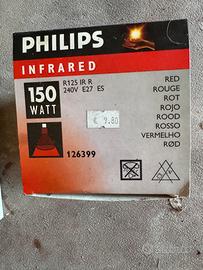 PHILIPS
INFRARED
R125 IR R
240V E27 ES
150
WATT
€ 9.80
126399
RED
ROUGE
ROT
ROJO
ROOD
ROSSO
VERMELHO
RØD